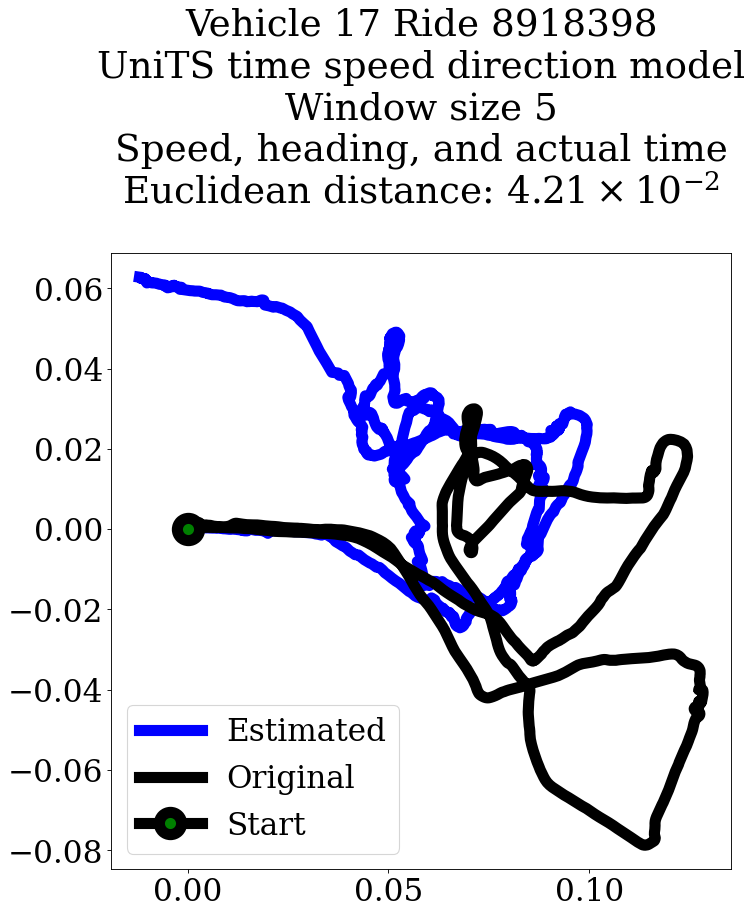 Vehicle 17 Ride 8918398
UniTS time speed direction model
Window size 5
Speed, heading, and actual time
Euclidean distance: 4.21 × 10⁻²
0.06
0.04
0.02
0.00
−0.02
−0.04
−0.06
−0.08
Estimated
Original
Start
0.00 0.05 0.10